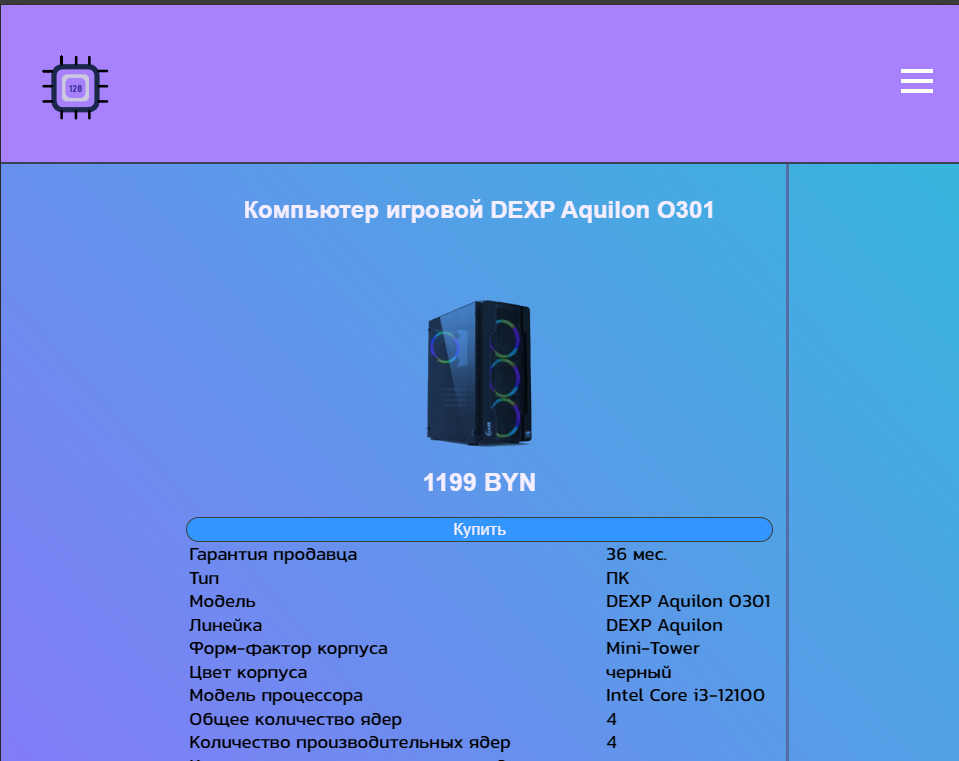 128
Компьютер игровой DEXP Aquilon O301
1199 BYN
Купить
Гарантия продавца 36 мес.
Тип ПК
Модель DEXP Aquilon O301
Линейка DEXP Aquilon
Форм-фактор корпуса Mini-Tower
Цвет корпуса черный
Модель процессора Intel Core i3-12100
Общее количество ядер 4
Количество производительных ядер 4